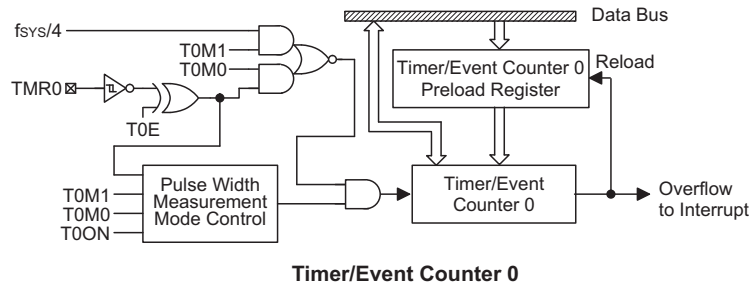 Data Bus
fSYS/4
T0M1
T0M0
TMR0
T0E
Timer/Event Counter 0
Preload Register
Reload
T0M1
T0M0
T0ON
Pulse Width
Measurement
Mode Control
Timer/Event
Counter 0
Overflow
to Interrupt
Timer/Event Counter 0